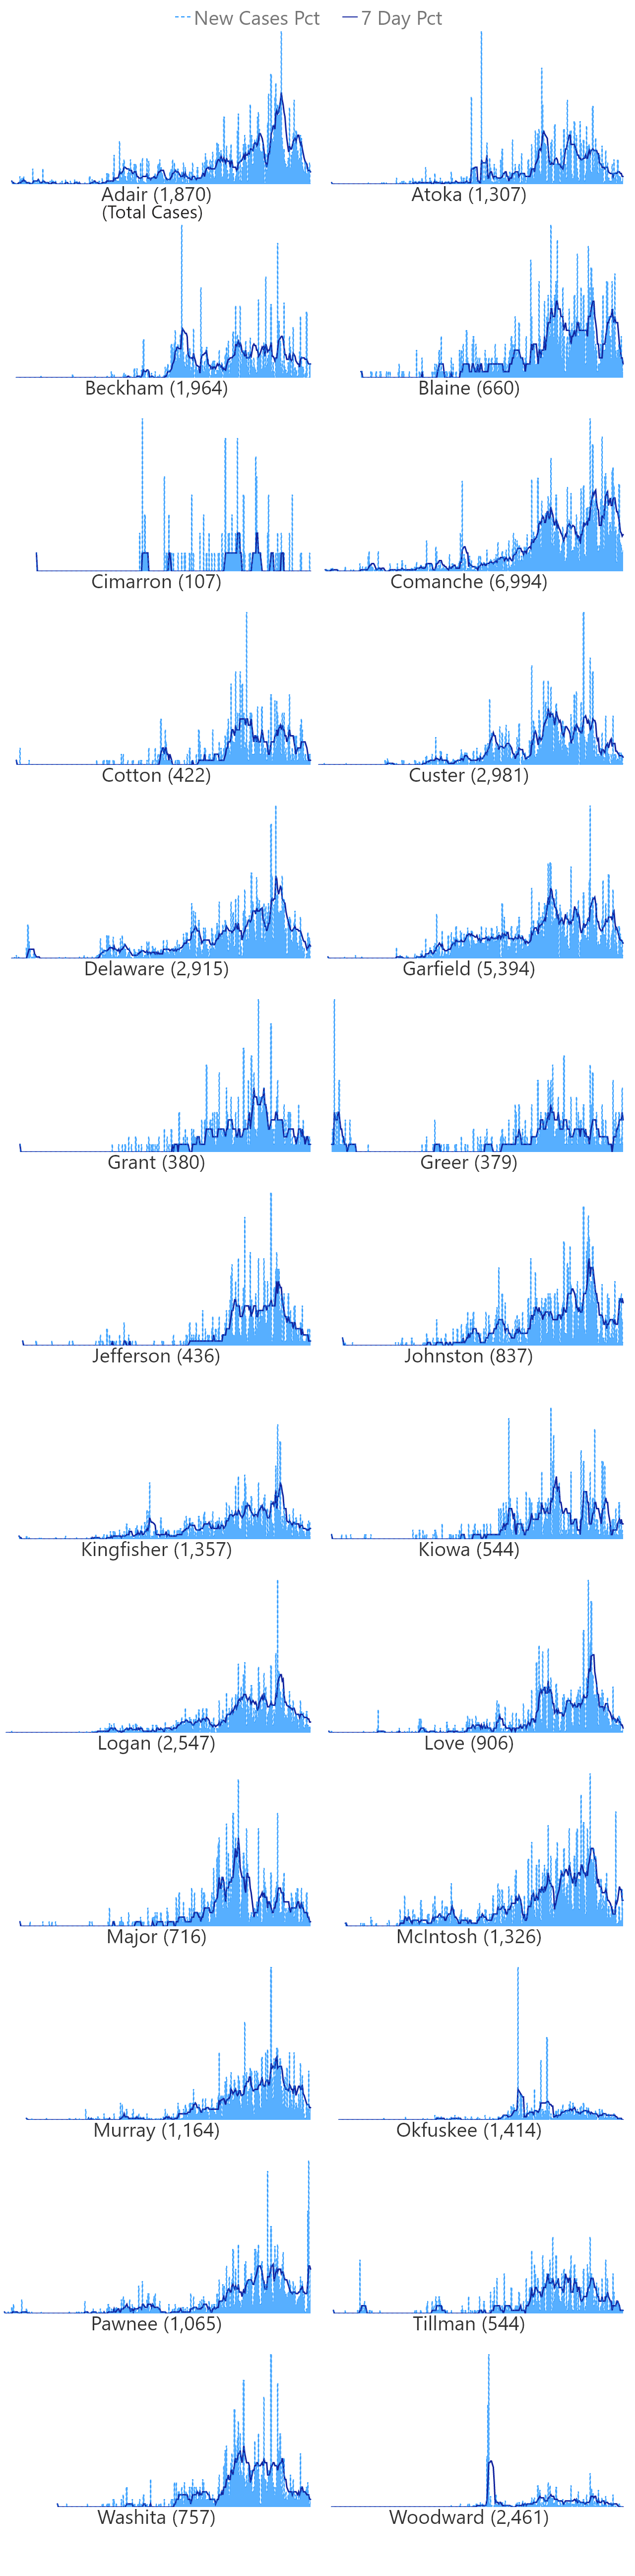 New Cases Pct 7 Day Pct
Adair (1,870) Atoka (1,307)
(Total Cases)
Beckham (1,964) Blaine (660)
Cimarron (107) Comanche (6,994)
Cotton (422) Custer (2,981)
Delaware (2,915) Garfield (5,394)
Grant (380) Greer (379)
Jefferson (436) Johnston (837)
Kingfisher (1,357) Kiowa (544)
Logan (2,547) Love (906)
Major (716) McIntosh (1,326)
Murray (1,164) Okfuskee (1,414)
Pawnee (1,065) Tillman (544)
Washita (757) Woodward (2,461)